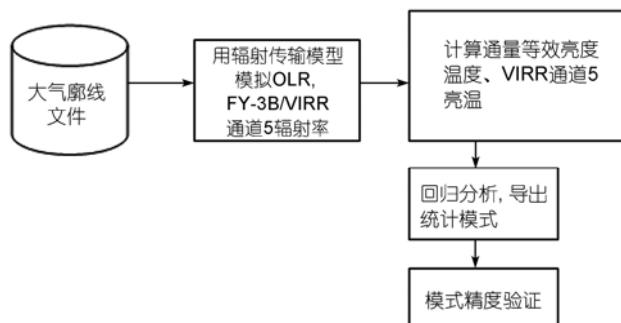 大气廓线
文件
用辐射传输模型
模拟OLR,
FY-3B/VIRR
通道5辐射率
计算通量等效亮度
温度、VIRR通道5
亮温
回归分析, 导出
统计模式
模式精度验证